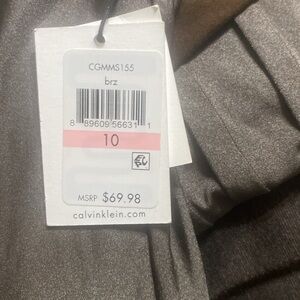 CGMMS155
brz
8 89609 56631 1
10
MSRP $69.98
calvinklein.com